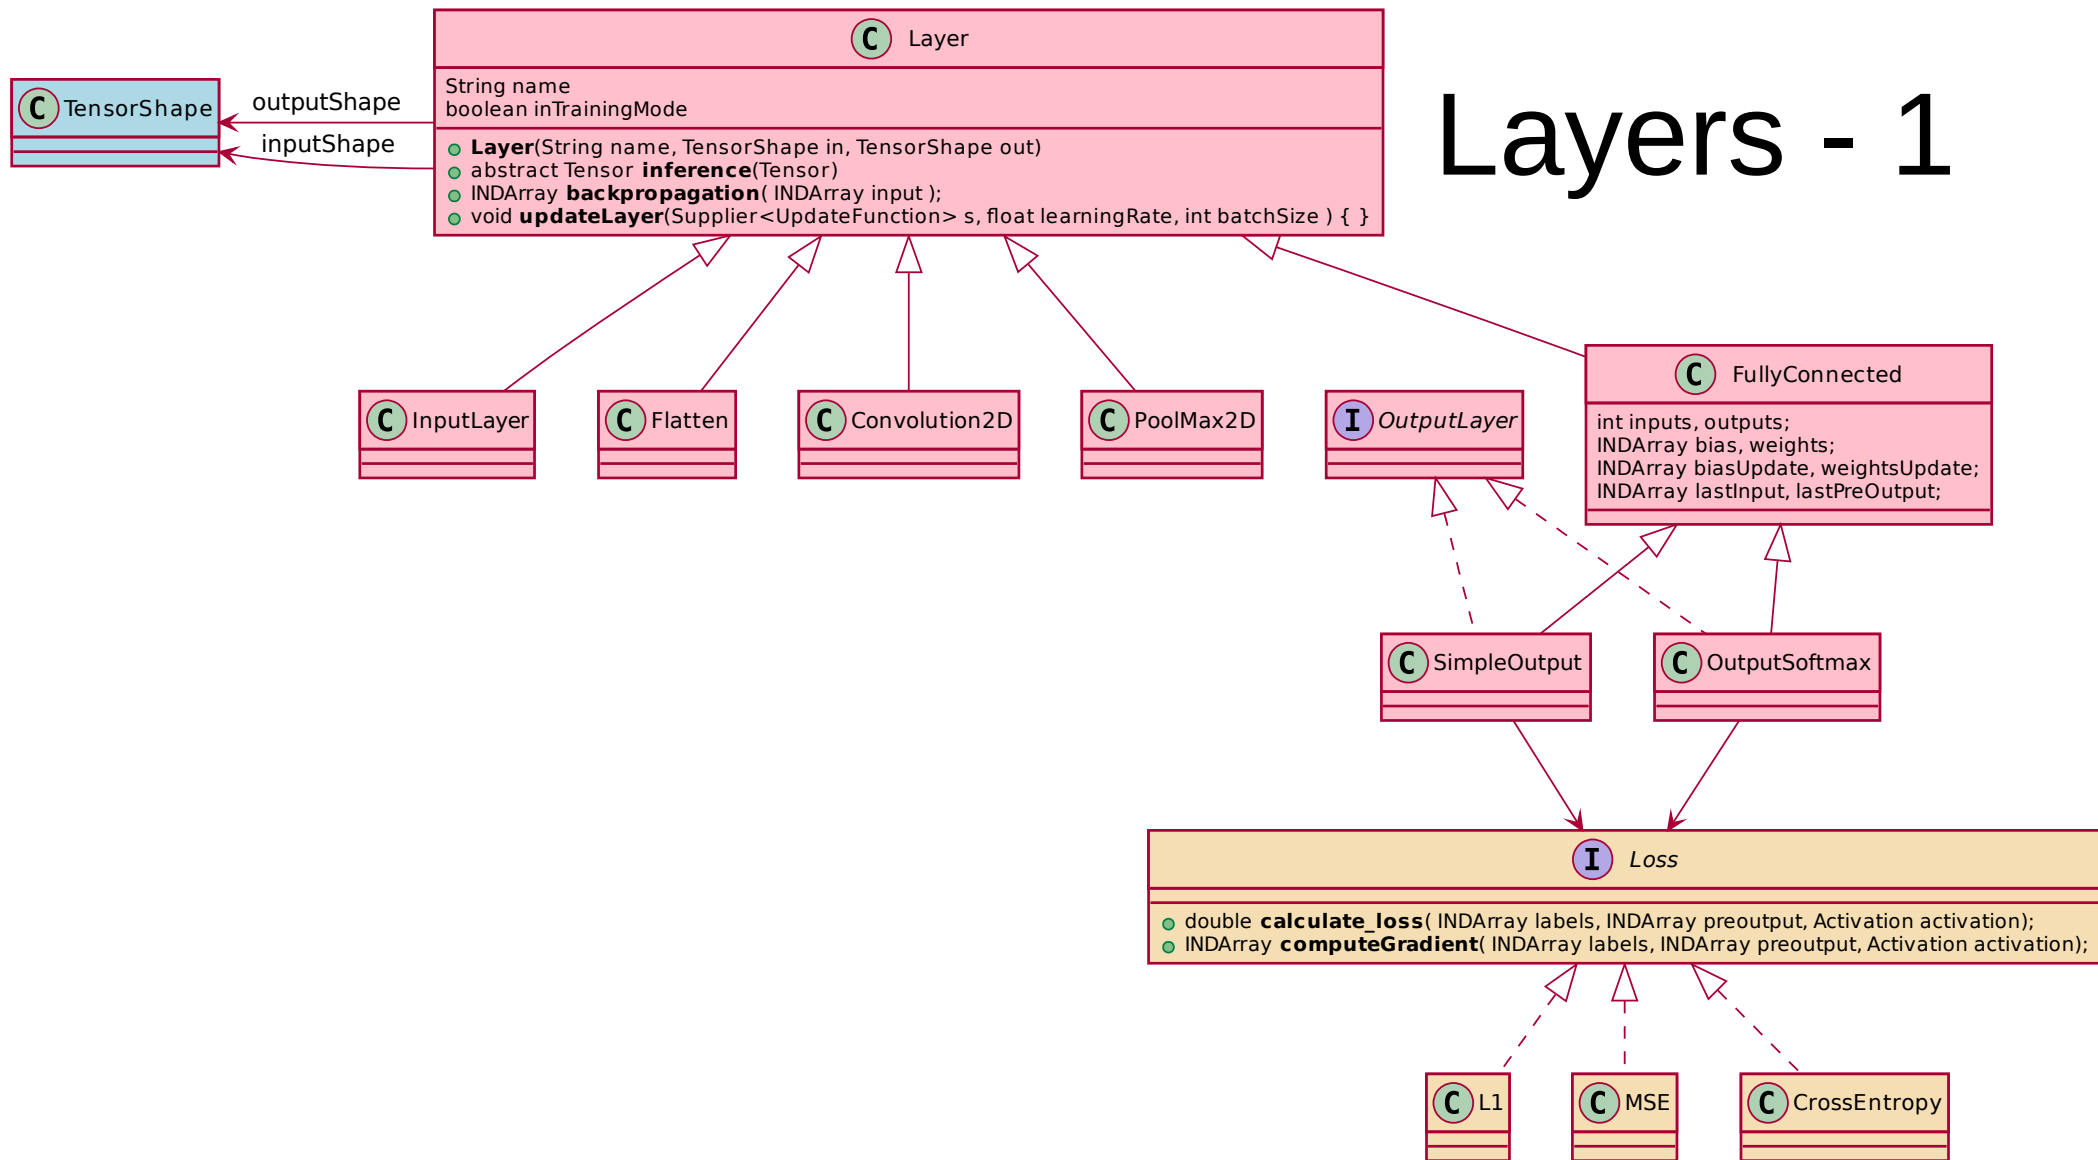 C Layer
String name
boolean inTrainingMode
Layer(String name, TensorShape in, TensorShape out)
abstract Tensor inference(Tensor)
INDArray backpropagation( INDArray input );
void updateLayer(Supplier<UpdateFunction> s, float learningRate, int batchSize ) { }
Layers - 1
C TensorShape
outputShape
inputShape
C InputLayer
C Flatten
C Convolution2D
C PoolMax2D
I OutputLayer
C FullyConnected
int inputs, outputs;
INDArray bias, weights;
INDArray biasUpdate, weightsUpdate;
INDArray lastInput, lastPreOutput;
C SimpleOutput
C OutputSoftmax
I Loss
double calculate_loss( INDArray labels, INDArray preoutput, Activation activation);
INDArray computeGradient( INDArray labels, INDArray preoutput, Activation activation);
C L1
C MSE
C CrossEntropy